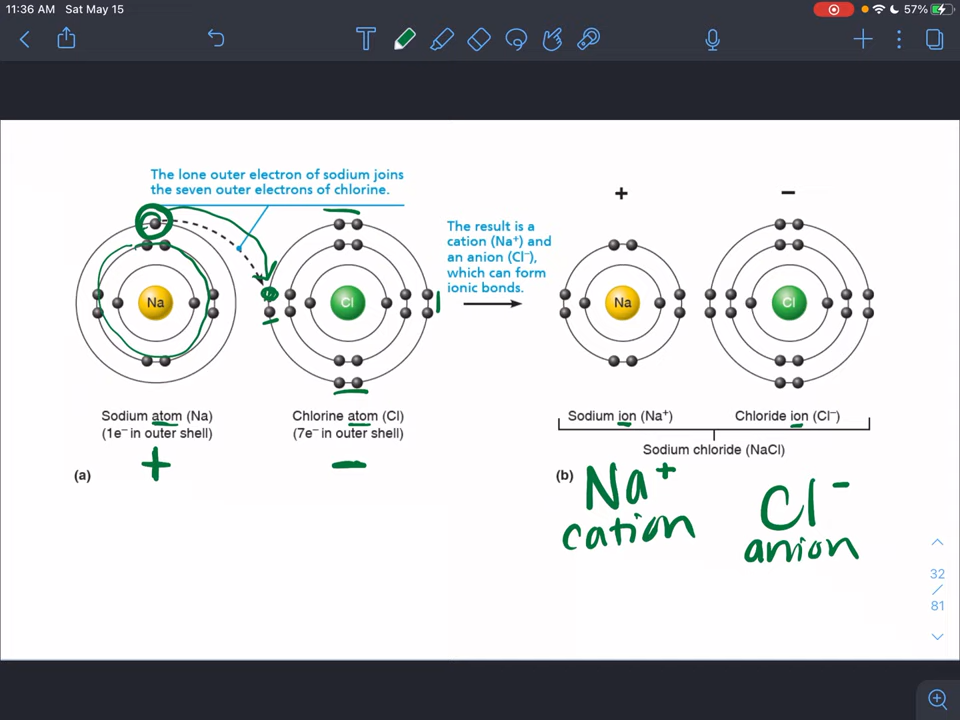 11:36 AM Sat May 15
57%
T
The lone outer electron of sodium joins
the seven outer electrons of chlorine.
+
−
The result is a
cation (Na⁺) and
an anion (Cl⁻),
which can form
ionic bonds.
Na
Cl
Na
Cl
Sodium atom (Na)
(1e⁻ in outer shell)
Chlorine atom (Cl)
(7e⁻ in outer shell)
Sodium ion (Na⁺)
Chloride ion (Cl⁻)
Sodium chloride (NaCl)
+
−
(a)
(b)
Na⁺
cation
Cl⁻
anion
32
/
81